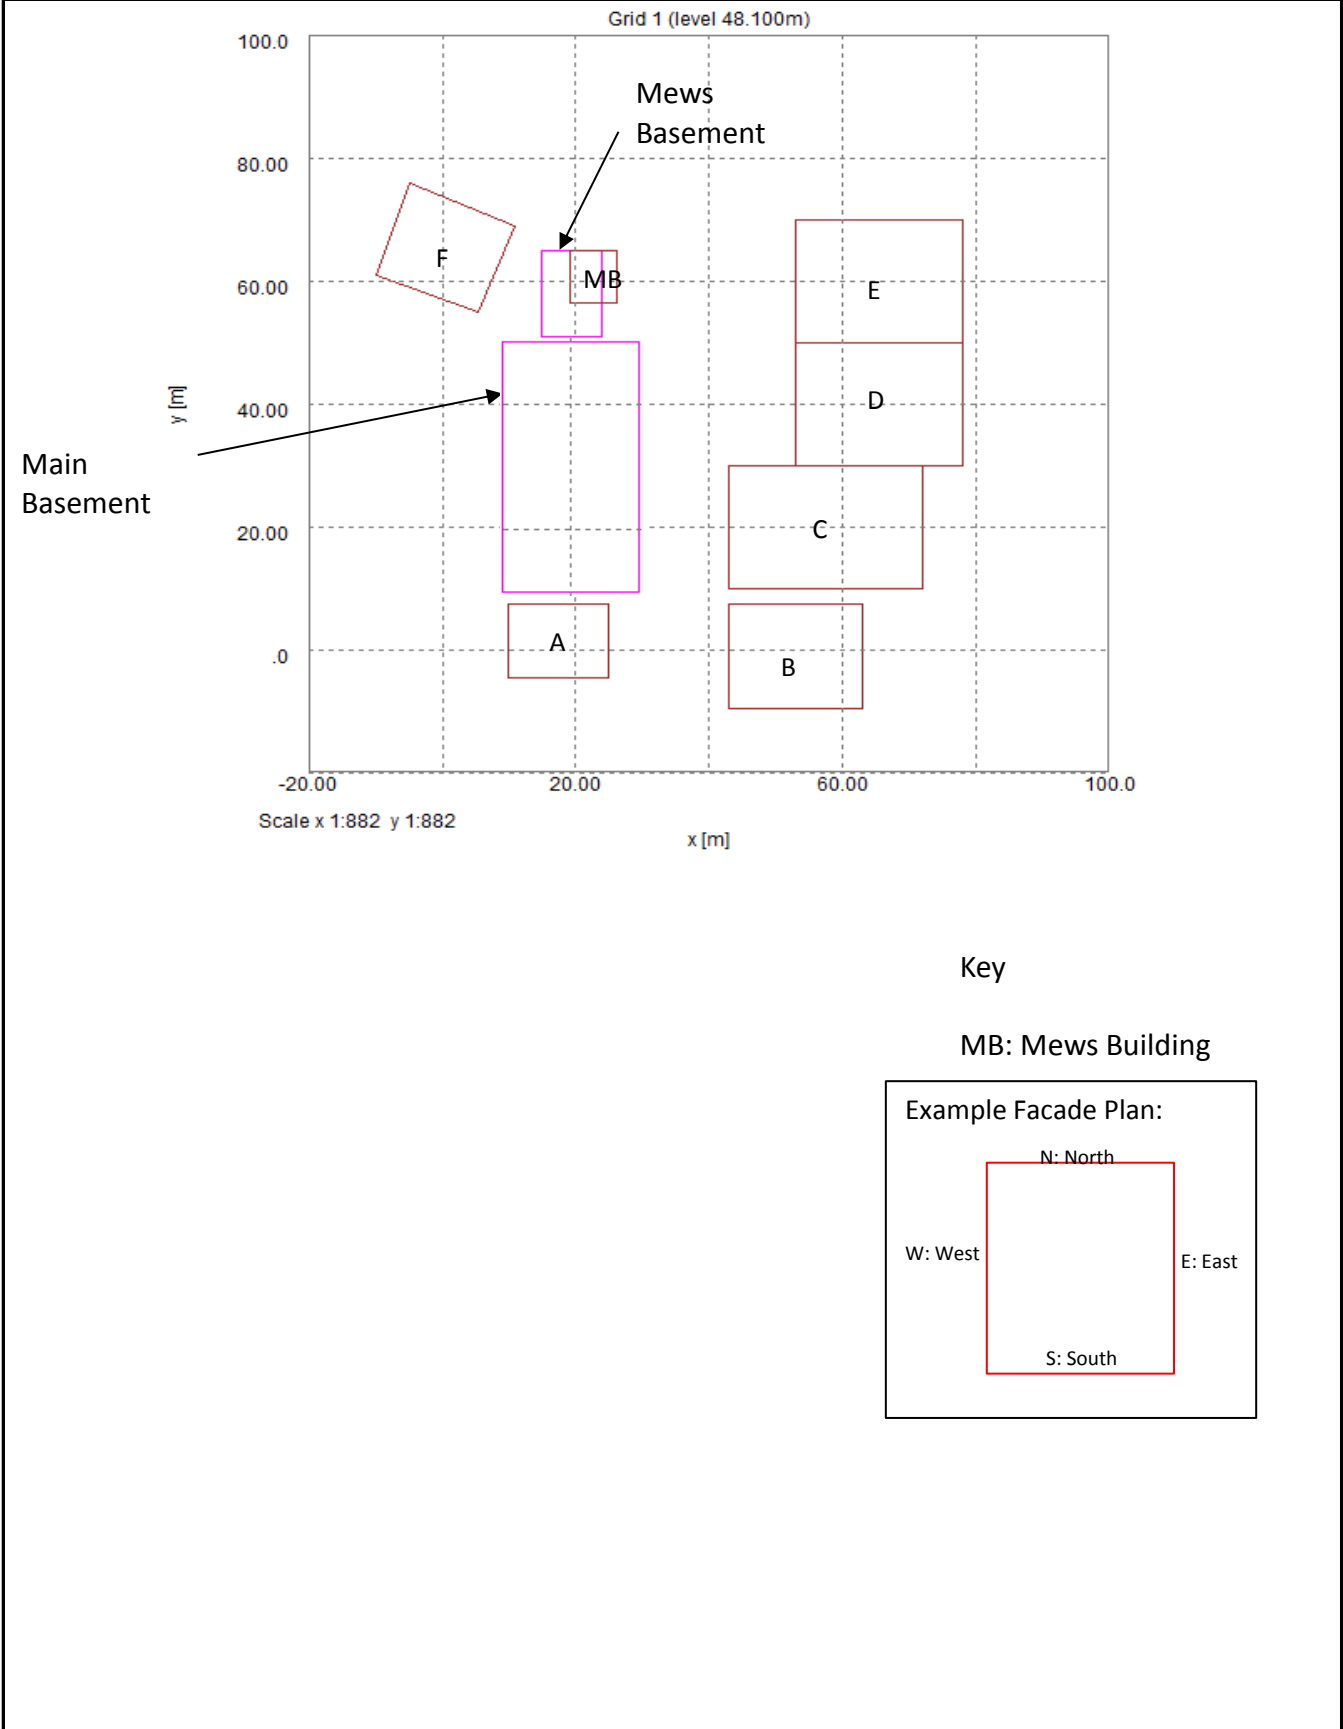 Grid 1 (level 48.100m)
100.0
Mews
Basement
80.00
F
MB
60.00
E
y [m]
40.00
D
Main
Basement
20.00
C
A
.0
B
-20.00
20.00
60.00
100.0
Scale x 1:882 y 1:882
x [m]
Key
MB: Mews Building
Example Facade Plan:
N: North
W: West
E: East
S: South